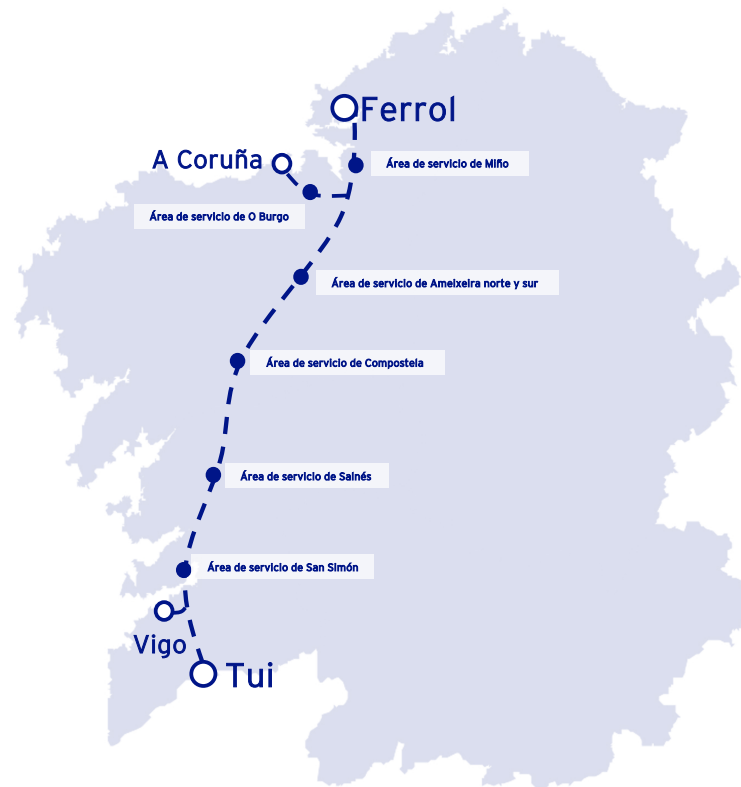 Ferrol
A Coruña
Área de servicio de Miño
Área de servicio de O Burgo
Área de servicio de Ameixeira norte y sur
Área de servicio de Compostela
Área de servicio de Salnés
Área de servicio de San Simón
Vigo
Tui